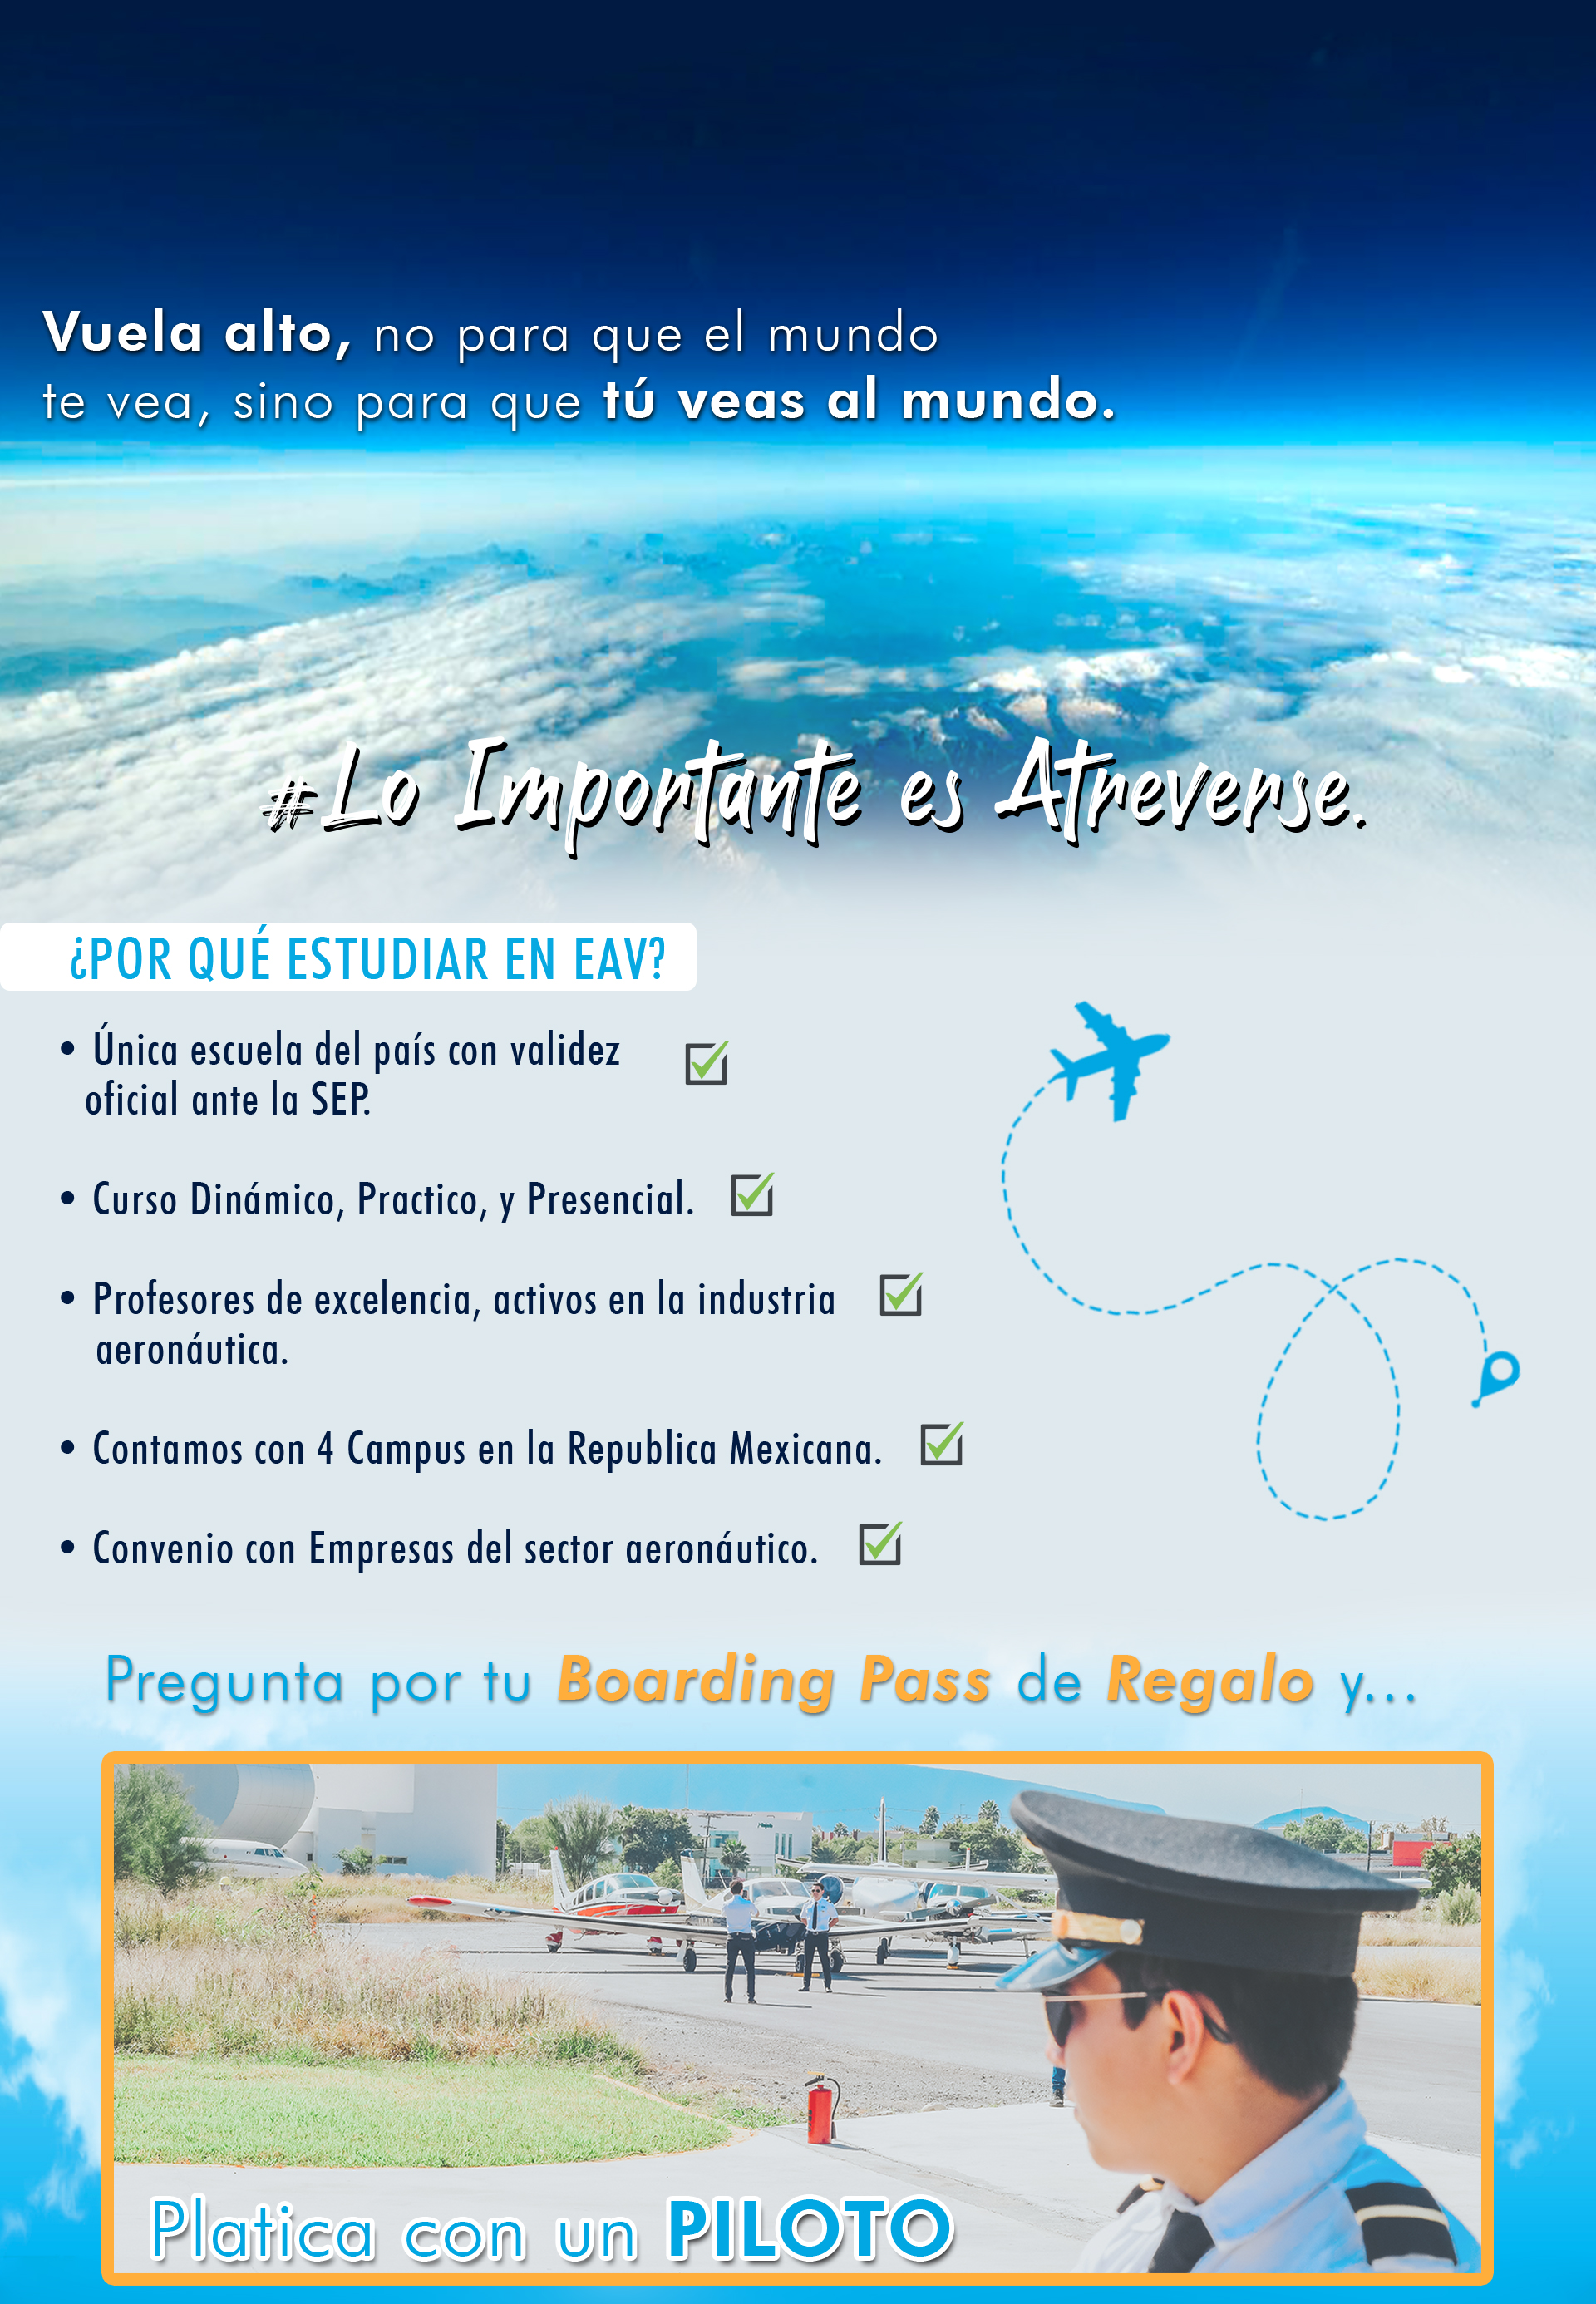 Vuela alto, no para que el mundo
te vea, sino para que tú veas al mundo.
#Lo Importante es Atreverse.
¿POR QUÉ ESTUDIAR EN EAV?
• Única escuela del país con validez
oficial ante la SEP.
• Curso Dinámico, Practico, y Presencial.
• Profesores de excelencia, activos en la industria
aeronáutica.
• Contamos con 4 Campus en la Republica Mexicana.
• Convenio con Empresas del sector aeronáutico.
Pregunta por tu Boarding Pass de Regalo y...
Platica con un PILOTO